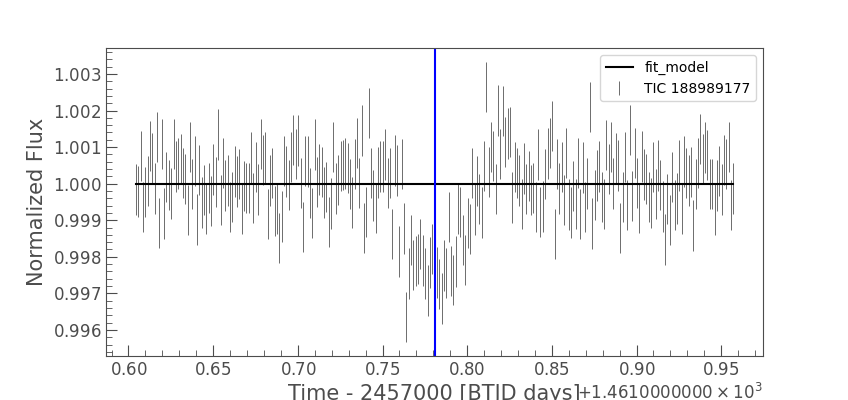 fit_model
TIC 188989177
Normalized Flux
1.003
1.002
1.001
1.000
0.999
0.998
0.997
0.996
0.60 0.65 0.70 0.75 0.80 0.85 0.90 0.95
Time - 2457000 [BTJD days]
+1.4610000000 × 10³